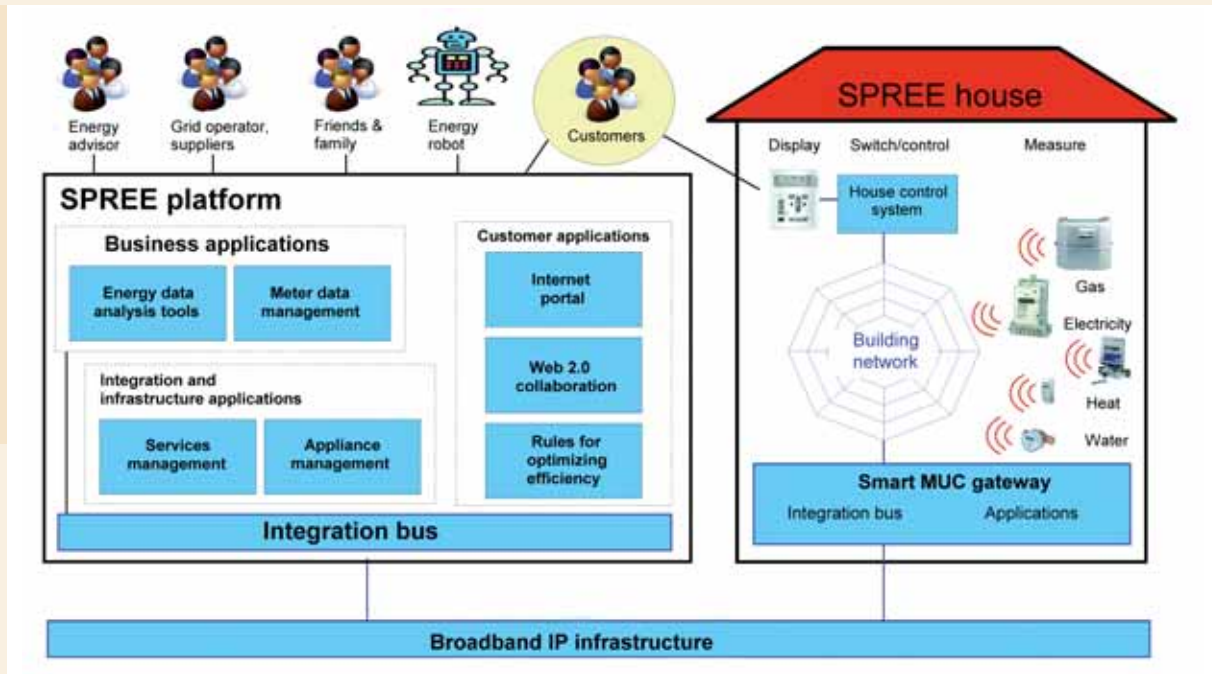 Energy
advisor
Grid operator,
suppliers
Friends &
family
Energy
robot
Customers
SPREE platform
Business applications
Energy data
analysis tools
Meter data
management
Integration and
infrastructure applications
Services
management
Appliance
management
Customer applications
Internet
portal
Web 2.0
collaboration
Rules for
optimizing
efficiency
Integration bus
SPREE house
Display
Switch/control
Measure
House control
system
Building
network
Gas
Electricity
Heat
Water
Smart MUC gateway
Integration bus
Applications
Broadband IP infrastructure